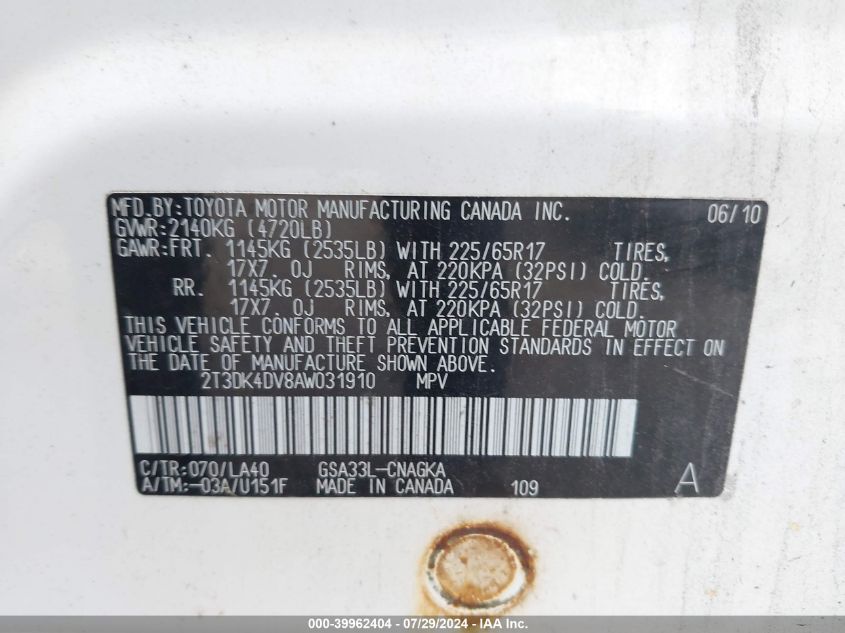 MFD.BY:TOYOTA MOTOR MANUFACTURING CANADA INC. 06/10
GVWR:2140KG (4720LB)
GAWR:FRT. 1145KG (2535LB) WITH 225/65R17 TIRES,
17X7. 0J RIMS, AT 220KPA (32PSI) COLD.
RR. 1145KG (2535LB) WITH 225/65R17 TIRES,
17X7. 0J RIMS, AT 220KPA (32PSI) COLD.
THIS VEHICLE CONFORMS TO ALL APPLICABLE FEDERAL MOTOR
VEHICLE SAFETY AND THEFT PREVENTION STANDARDS IN EFFECT ON
THE DATE OF MANUFACTURE SHOWN ABOVE.
2T3DK4DV8AW031910 MPV
C/TR:070/LA40 GSA33L-CNAGKA
A/TM:-03A/U151F MADE IN CANADA 109 A
000-39962404 / 07/29/2024 - IAA Inc.